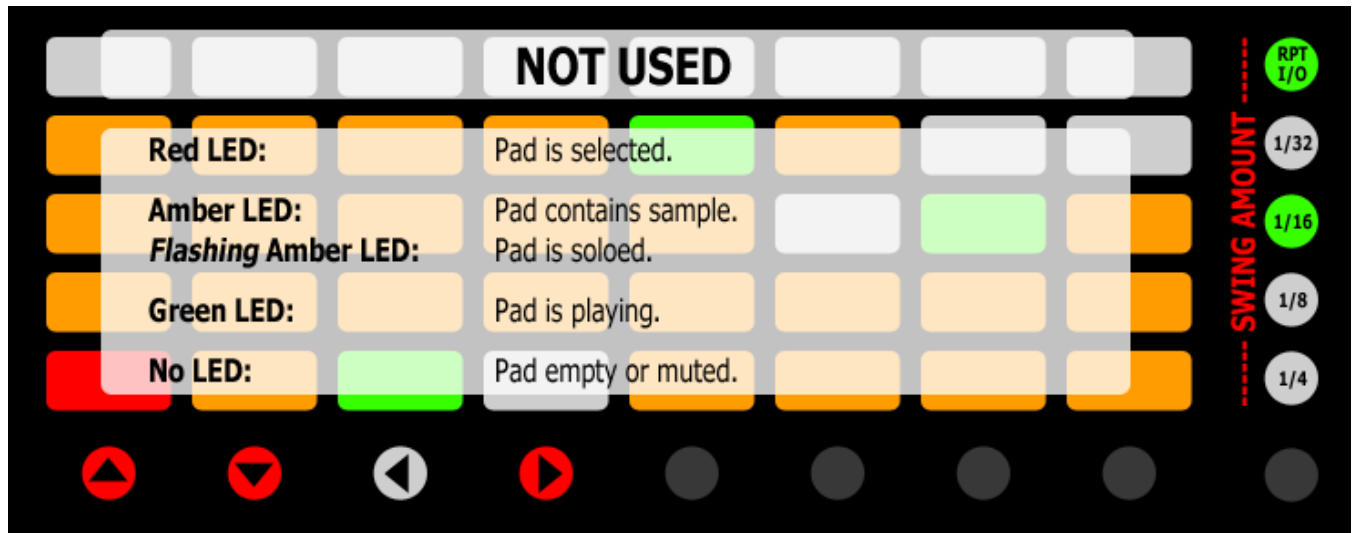 NOT USED
RPT
I/O
Red LED: Pad is selected.
1/32
Amber LED: Pad contains sample.
1/16
Flashing Amber LED: Pad is soloed.
Green LED: Pad is playing.
1/8
No LED: Pad empty or muted.
1/4
SWING AMOUNT